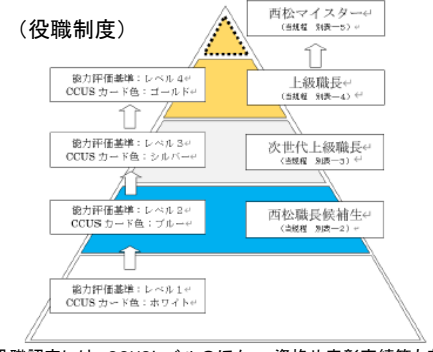 （役職制度）
西松マイスター
（当規程　別表－5）
能力評価基準：レベル4
CCUSカード色：ゴールド
上級職長
（当規程　別表－4）
能力評価基準：レベル3
CCUSカード色：シルバー
次世代上級職長
（当規程　別表－3）
能力評価基準：レベル2
CCUSカード色：ブルー
西松職長候補生
（当規程　別表－2）
能力評価基準：レベル1
CCUSカード色：ホワイト